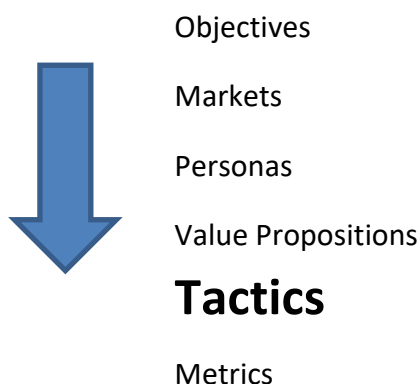 Objectives
Markets
Personas
Value Propositions
Tactics
Metrics